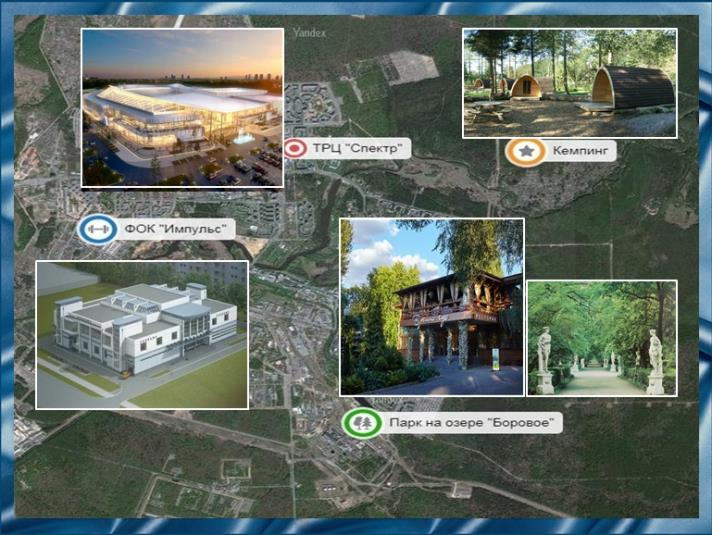 Yandex
ТРЦ "Спектр"
Кемпинг
ФОК "Импульс"
Парк на озере "Боровое"